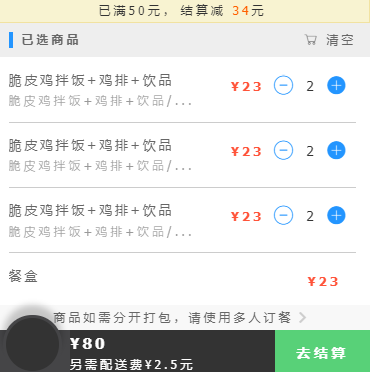 已满50元，结算减 34元
已选商品 清空
脆皮鸡拌饭+鸡排+饮品
¥23 2
脆皮鸡拌饭+鸡排+饮品/...
脆皮鸡拌饭+鸡排+饮品
¥23 2
脆皮鸡拌饭+鸡排+饮品/...
脆皮鸡拌饭+鸡排+饮品
¥23 2
脆皮鸡拌饭+鸡排+饮品/...
餐盒 ¥23
商品如需分开打包，请使用多人订餐
¥80
另需配送费¥2.5元
去结算